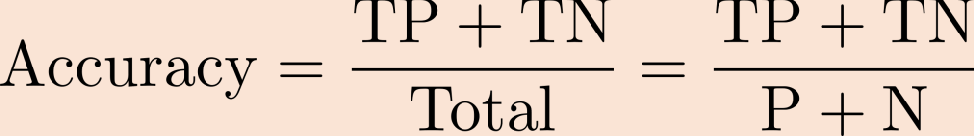 Accuracy = TP + TN / Total = TP + TN / P + N